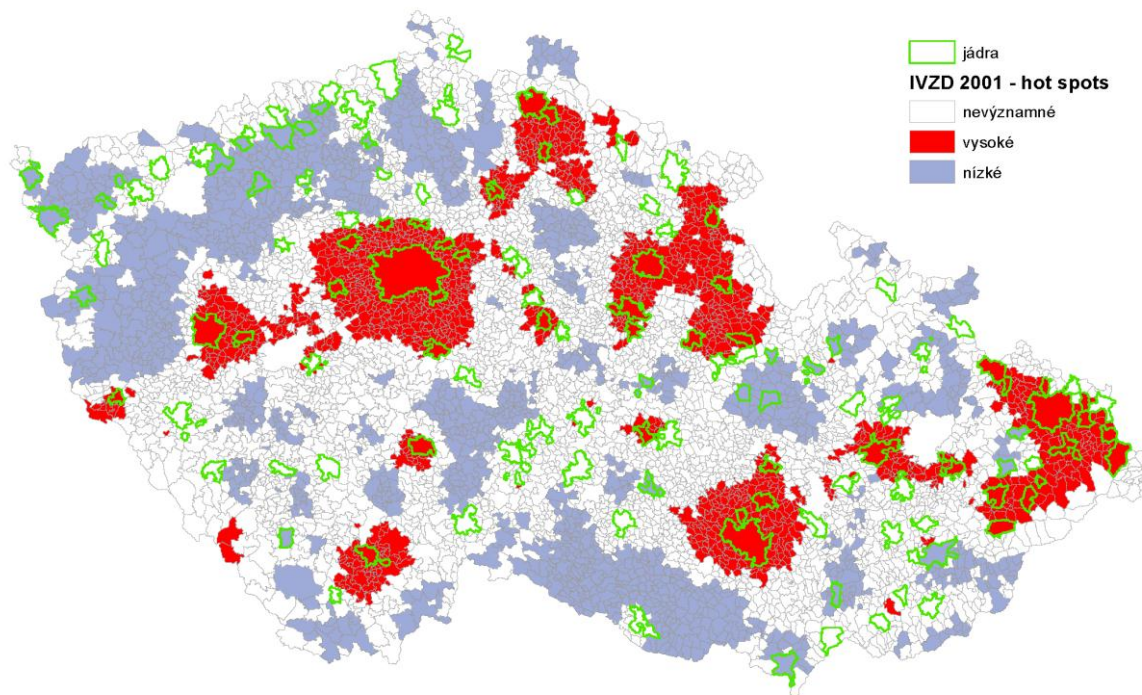 jádra
IVZD 2001 - hot spots
nevýznamné
vysoké
nízké